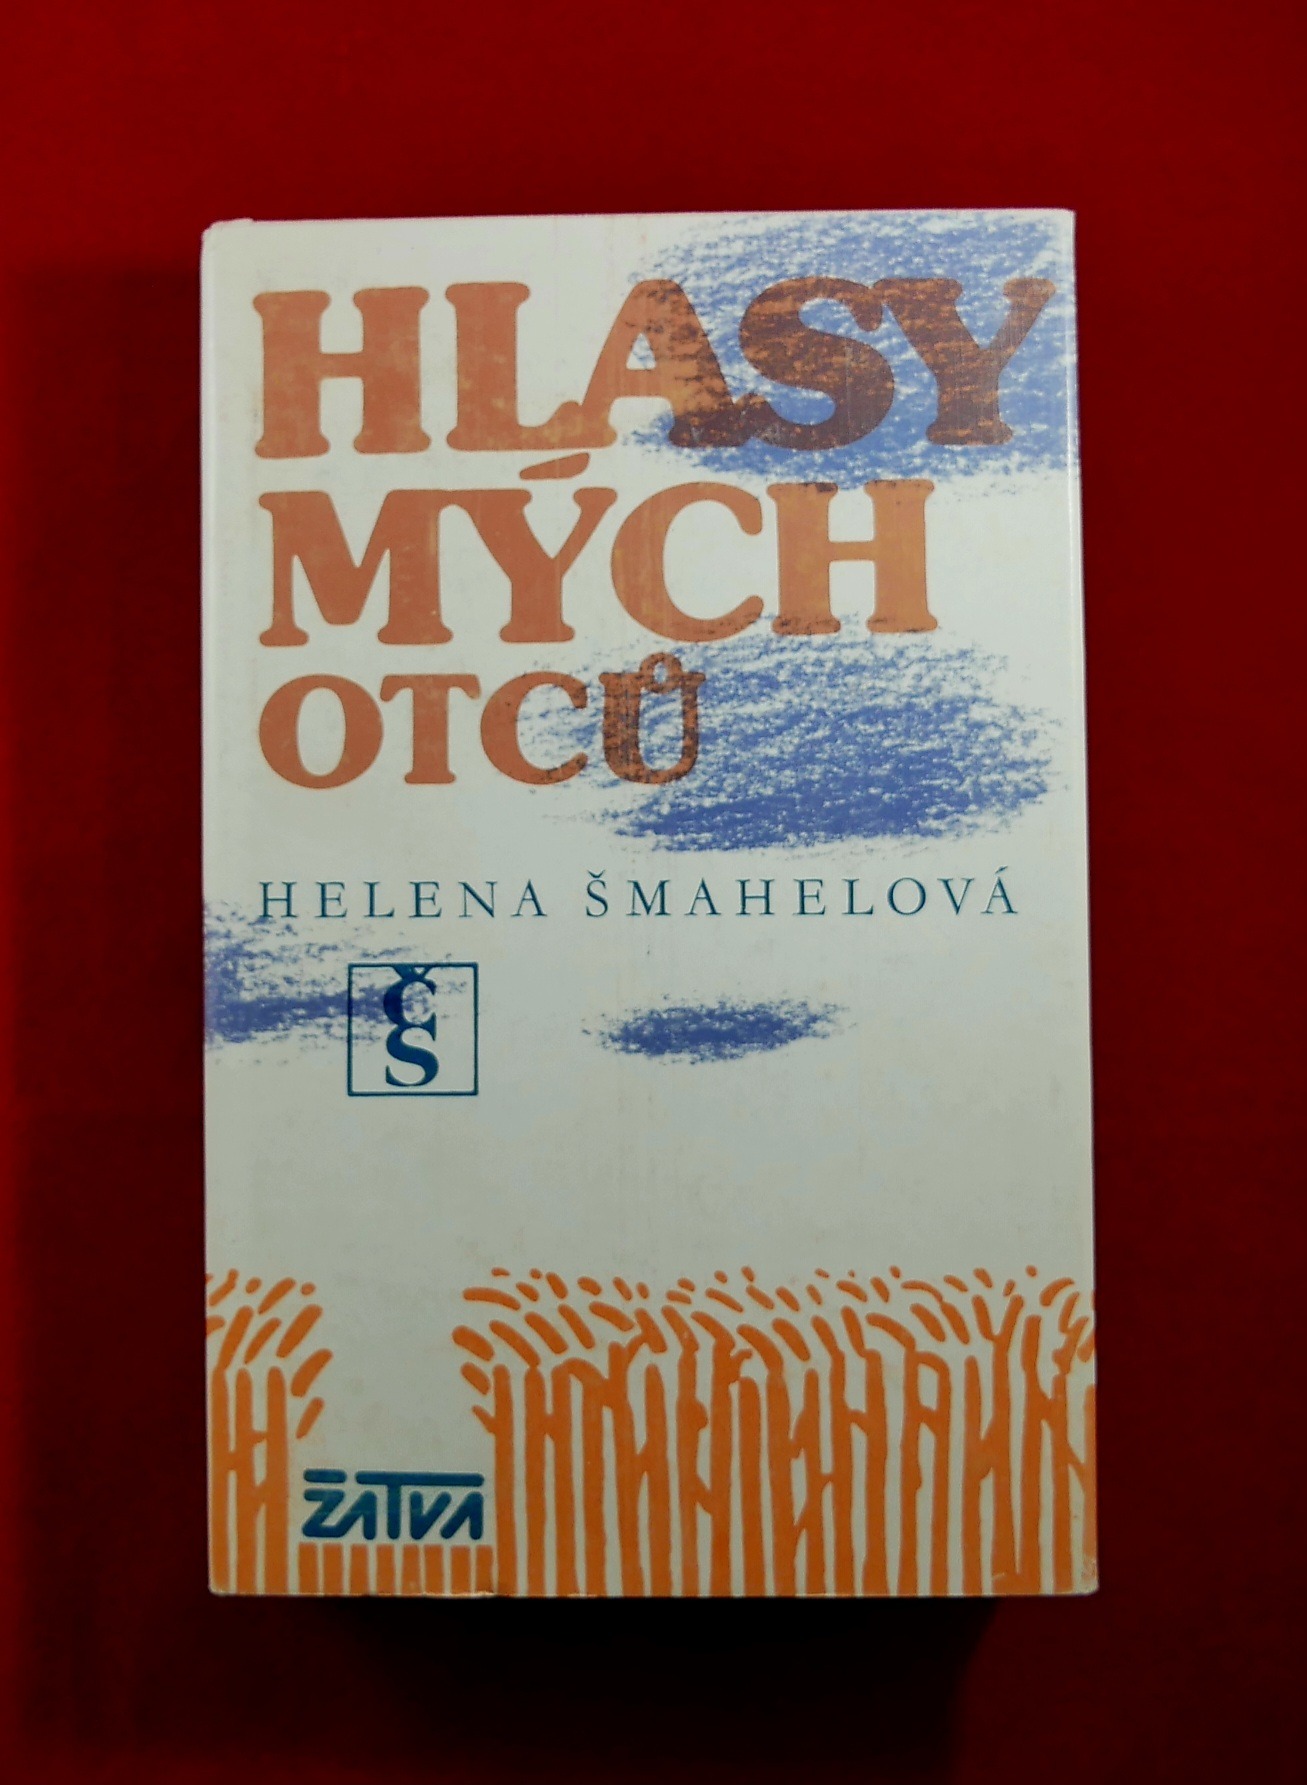 HLASY
MÝCH
OTCŮ
HELENA ŠMAHELOVÁ
ČS
ŽATVA